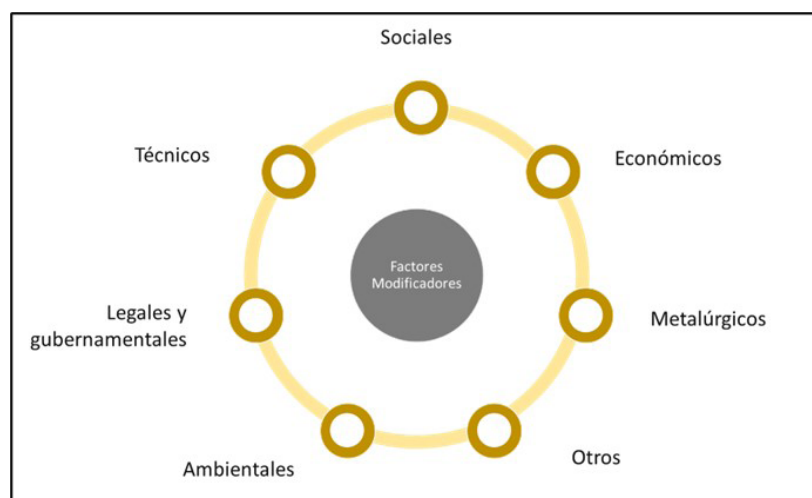 Sociales
Técnicos
Económicos
Factores
Modificadores
Legales y
gubernamentales
Metalúrgicos
Ambientales
Otros